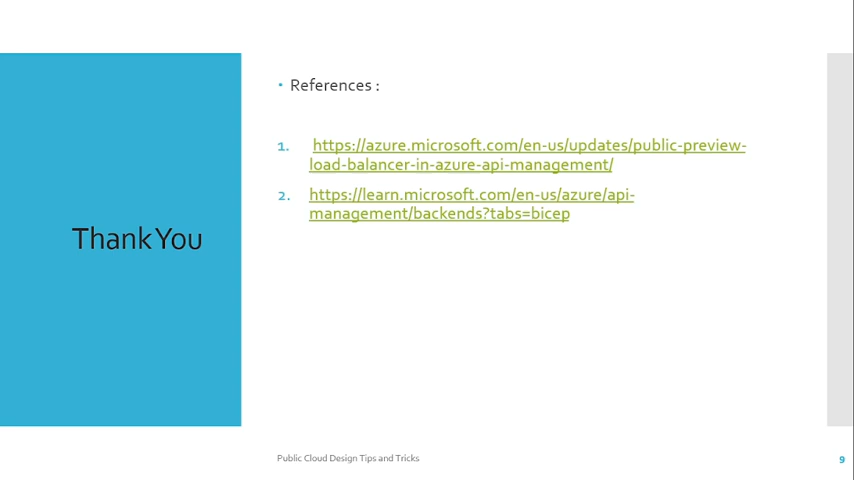 Thank You
• References :
1. https://azure.microsoft.com/en-us/updates/public-preview-
load-balancer-in-azure-api-management/
2. https://learn.microsoft.com/en-us/azure/api-
management/backends?tabs=bicep
Public Cloud Design Tips and Tricks
9